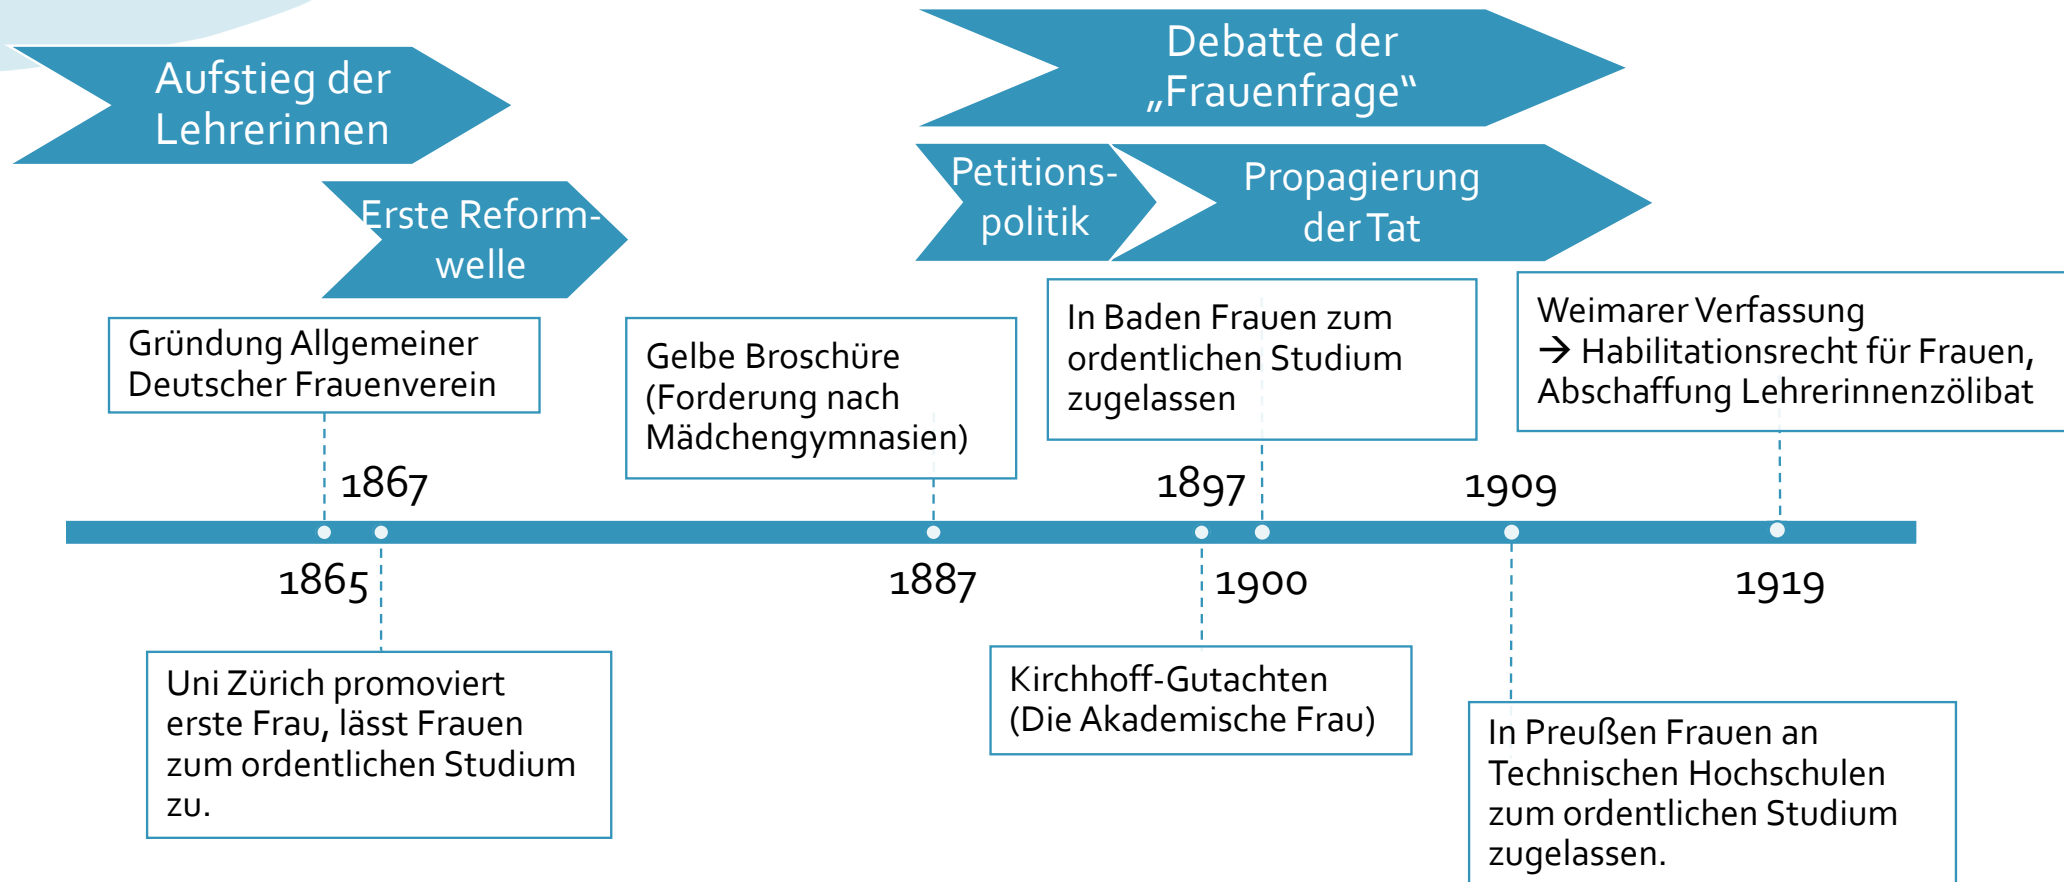 Aufstieg der
Lehrerinnen
Debatte der
„Frauenfrage“
Erste Reform-
welle
Petitions-
politik
Propagierung
der Tat
Gründung Allgemeiner
Deutscher Frauenverein
Gelbe Broschüre
(Forderung nach
Mädchengymnasien)
In Baden Frauen zum
ordentlichen Studium
zugelassen
Weimarer Verfassung
→ Habilitationsrecht für Frauen,
Abschaffung Lehrerinnenzölibat
1867
1897
1909
1865
1887
1900
1919
Uni Zürich promoviert
erste Frau, lässt Frauen
zum ordentlichen Studium
zu.
Kirchhoff-Gutachten
(Die Akademische Frau)
In Preußen Frauen an
Technischen Hochschulen
zum ordentlichen Studium
zugelassen.